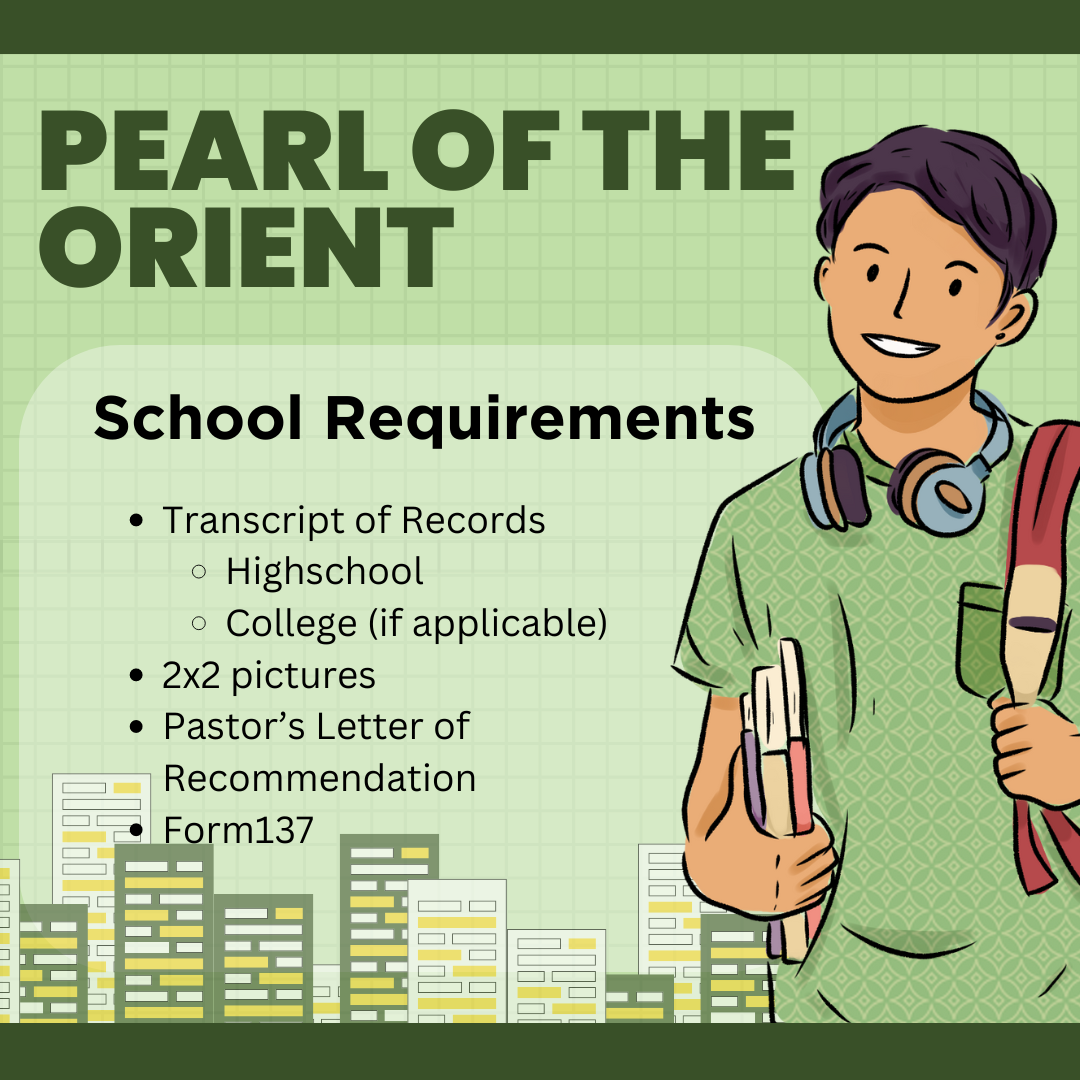 PEARL OF THE
ORIENT
School Requirements
Transcript of Records
Highschool
College (if applicable)
2x2 pictures
Pastor’s Letter of
Recommendation
Form137